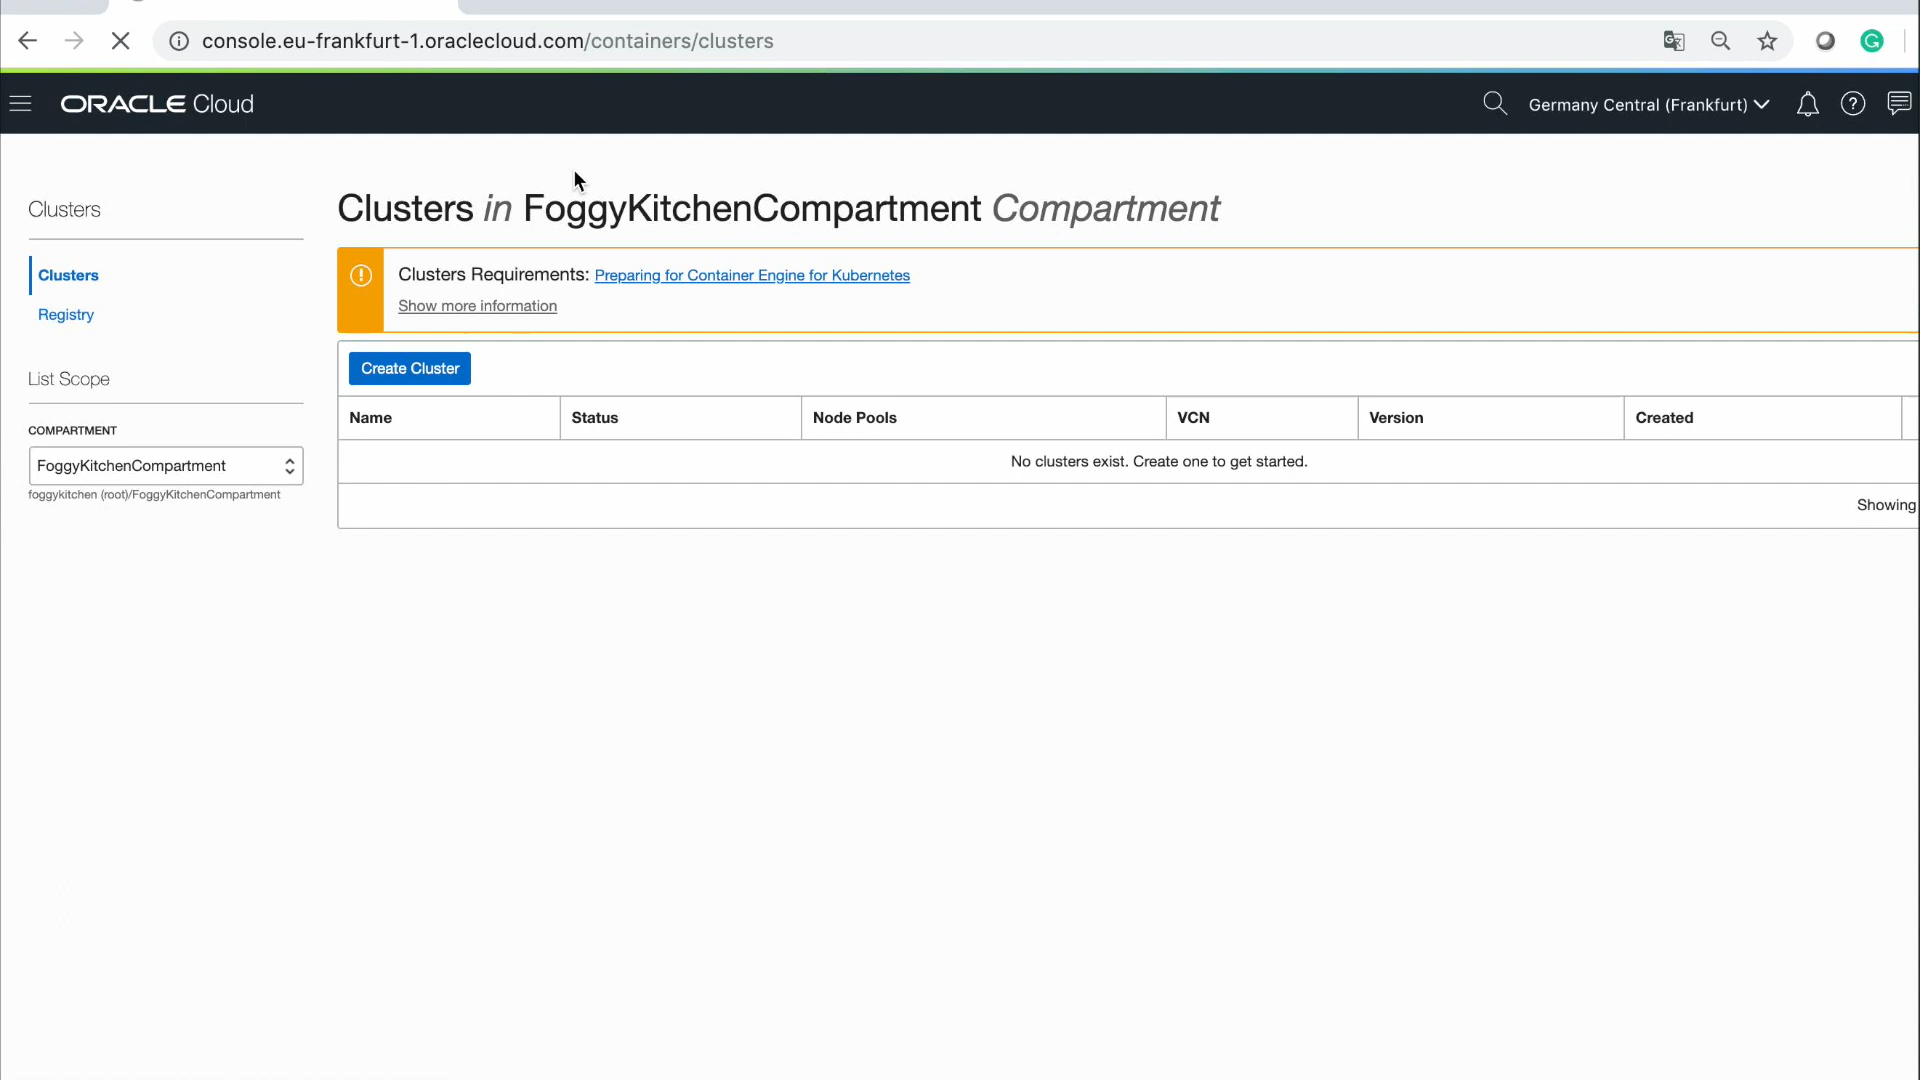 console.eu-frankfurt-1.oraclecloud.com/containers/clusters
ORACLE Cloud
Germany Central (Frankfurt)
Clusters
Clusters
Registry
List Scope
COMPARTMENT
FoggyKitchenCompartment
foggykitchen (root)/FoggyKitchenCompartment
Clusters in FoggyKitchenCompartment Compartment
Clusters Requirements: Preparing for Container Engine for Kubernetes
Show more information
Create Cluster
Name Status Node Pools VCN Version Created
No clusters exist. Create one to get started.
Showing